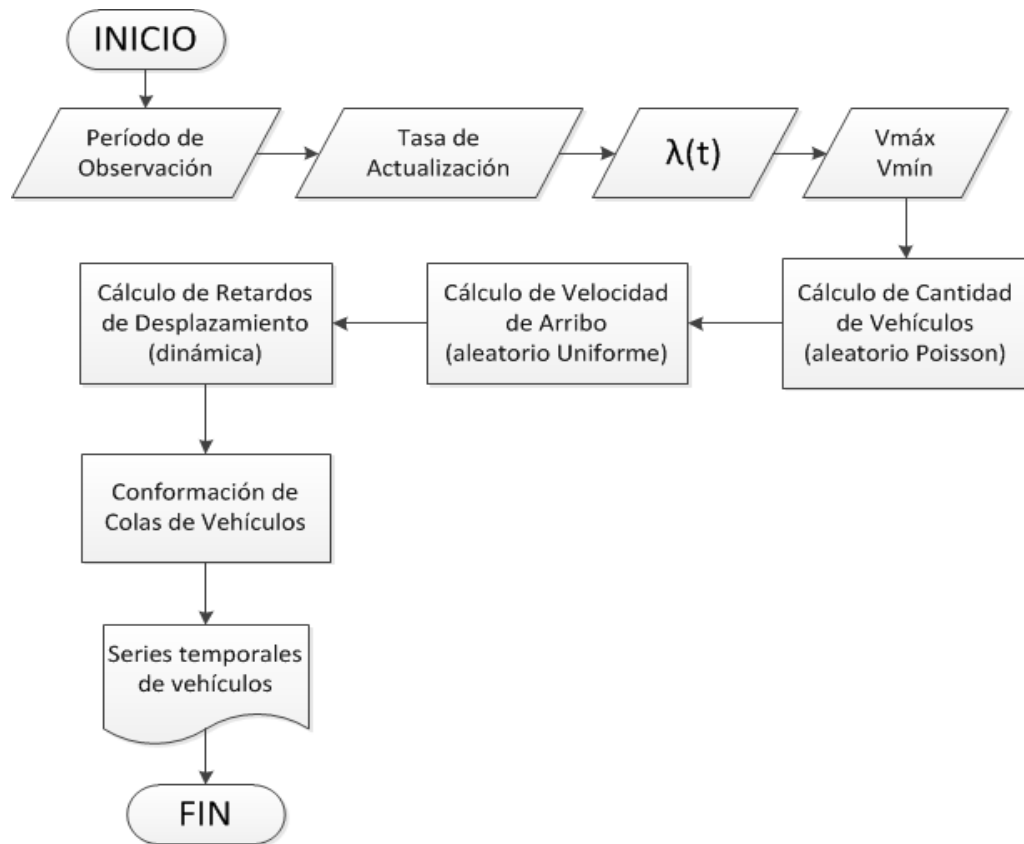 INICIO
Período de
Observación
Tasa de
Actualización
λ(t)
Vmáx
Vmín
Cálculo de Cantidad
de Vehículos
(aleatorio Poisson)
Cálculo de Velocidad
de Arribo
(aleatorio Uniforme)
Cálculo de Retardos
de Desplazamiento
(dinámica)
Conformación de
Colas de Vehículos
Series temporales
de vehículos
FIN